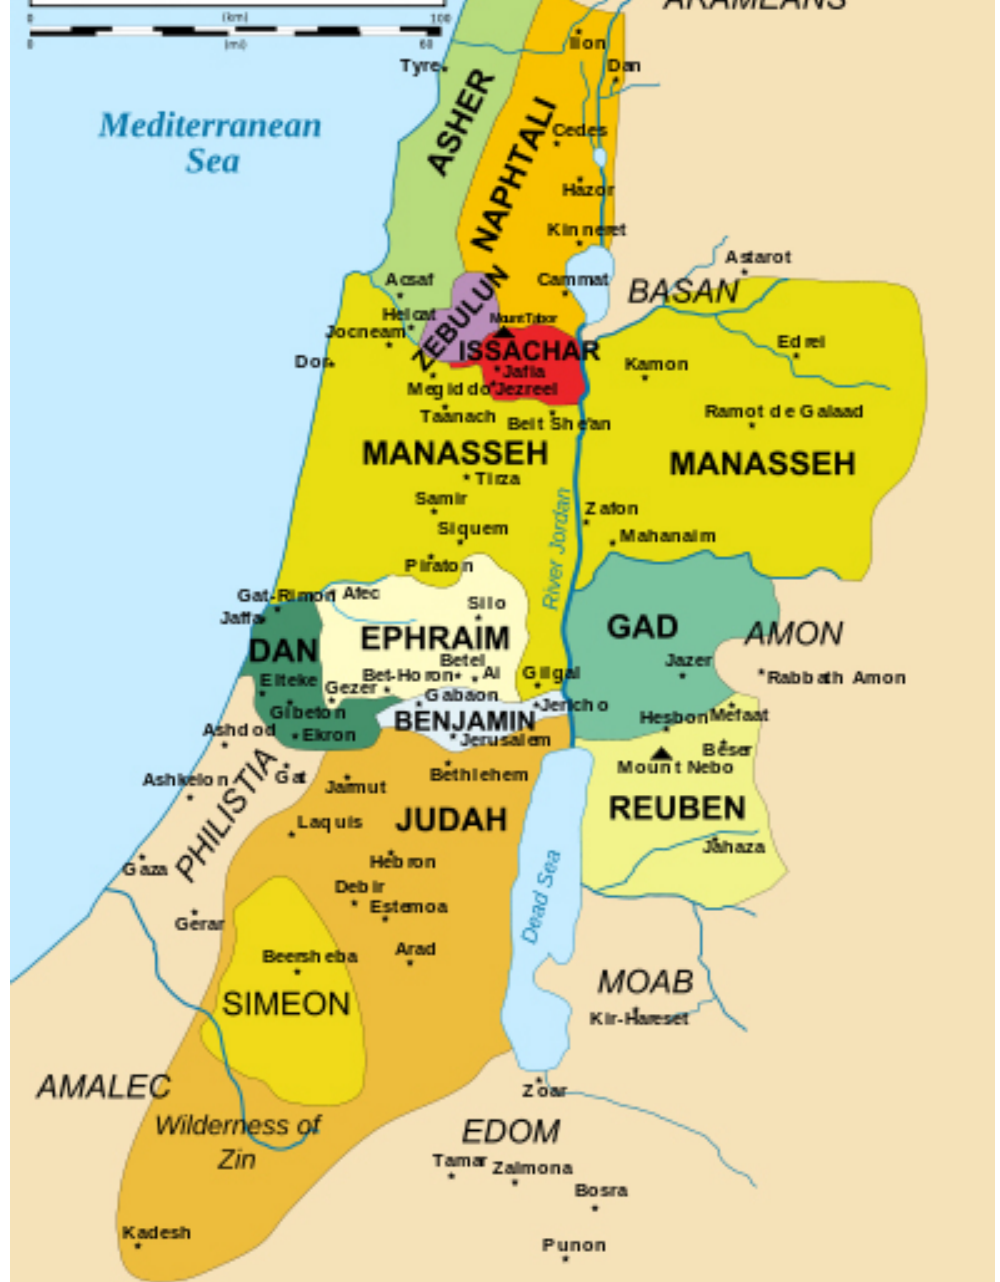 ARAMEANS
0 (km) 100
0 (mi) 60
Ilon
Tyre
Dan
ASHER
NAPHTALI
Mediterranean
Sea
Cedes
Hazor
Kinneret
Astarot
Acsaf
Cammat
BASAN
ZEBULUN
Helcat
Mount Tabor
Jocneam
ISSACHAR
Edrei
Dor
Jafia
Kamon
Megiddo
Jezreel
Taanach
Beit She'an
Ramot de Galaad
MANASSEH
MANASSEH
Tirza
Samir
River Jordan
Zafon
Siquem
Mahanaim
Piraton
Gat-Rimon
Afec
Silo
Jaffa
GAD
AMON
DAN
EPHRAIM
Betel
Jazer
Elteke
Bet-Horon
Ai
Gilgal
Rabbath Amon
Gezer
Gabaon
Jericho
Gibeton
BENJAMIN
Hesbon
Mefaat
Ashdod
Ekron
Jerusalem
Béser
Ashkelon
PHILISTIA
Gat
Jarmut
Bethlehem
Mount Nebo
REUBEN
JUDAH
Laquis
Jahaza
Gaza
Hebron
Debir
Estemoa
Dead Sea
Gerar
Beersheba
Arad
MOAB
SIMEON
Kir-Hareset
AMALEC
Zoar
Wilderness of
Zin
EDOM
Tamar
Zalmona
Bosra
Kadesh
Punon